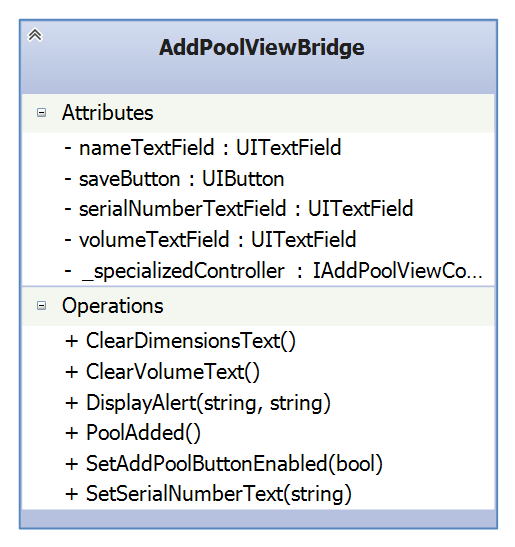 AddPoolViewBridge
Attributes
- nameTextField : UITextField
- saveButton : UIButton
- serialNumberTextField : UITextField
- volumeTextField : UITextField
- _specializedController : IAddPoolViewCo...
Operations
+ ClearDimensionsText()
+ ClearVolumeText()
+ DisplayAlert(string, string)
+ PoolAdded()
+ SetAddPoolButtonEnabled(bool)
+ SetSerialNumberText(string)